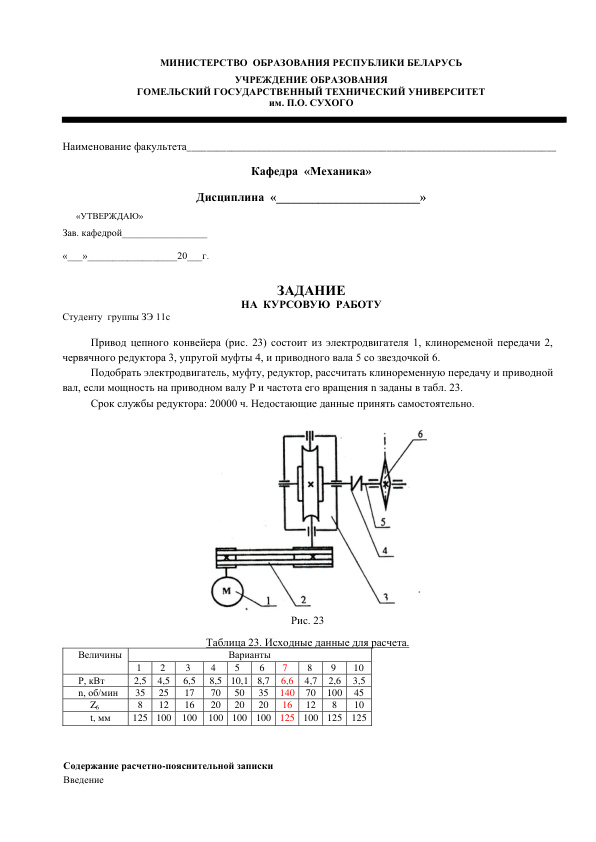 МИНИСТЕРСТВО ОБРАЗОВАНИЯ РЕСПУБЛИКИ БЕЛАРУСЬ
УЧРЕЖДЕНИЕ ОБРАЗОВАНИЯ
ГОМЕЛЬСКИЙ ГОСУДАРСТВЕННЫЙ ТЕХНИЧЕСКИЙ УНИВЕРСИТЕТ
им. П.О. СУХОГО
Наименование факультета____
Кафедра «Механика»
Дисциплина «____»
«УТВЕРЖДАЮ»
Зав. кафедрой____
«___»____20___г.
ЗАДАНИЕ
НА КУРСОВУЮ РАБОТУ
Студенту группы ЗЭ 11с
Привод цепного конвейера (рис. 23) состоит из электродвигателя 1, клиноременой передачи 2,
червячного редуктора 3, упругой муфты 4, и приводного вала 5 со звездочкой 6.
Подобрать электродвигатель, муфту, редуктор, рассчитать клиноременную передачу и приводной
вал, если мощность на приводном валу P и частота его вращения n заданы в табл. 23.
Срок службы редуктора: 20000 ч. Недостающие данные принять самостоятельно.
6
5
4
М 1 2 3
Рис. 23
Таблица 23. Исходные данные для расчета.
Величины Варианты
1 2 3 4 5 6 7 8 9 10
P, кВт 2,5 4,5 6,5 8,5 10,1 8,7 6,6 4,7 2,6 3,5
n, об/мин 35 25 17 70 50 35 140 70 100 45
Z6 8 12 16 20 20 20 16 12 8 10
t, мм 125 100 100 100 100 100 125 100 125 125
Содержание расчетно-пояснительной записки
Введение